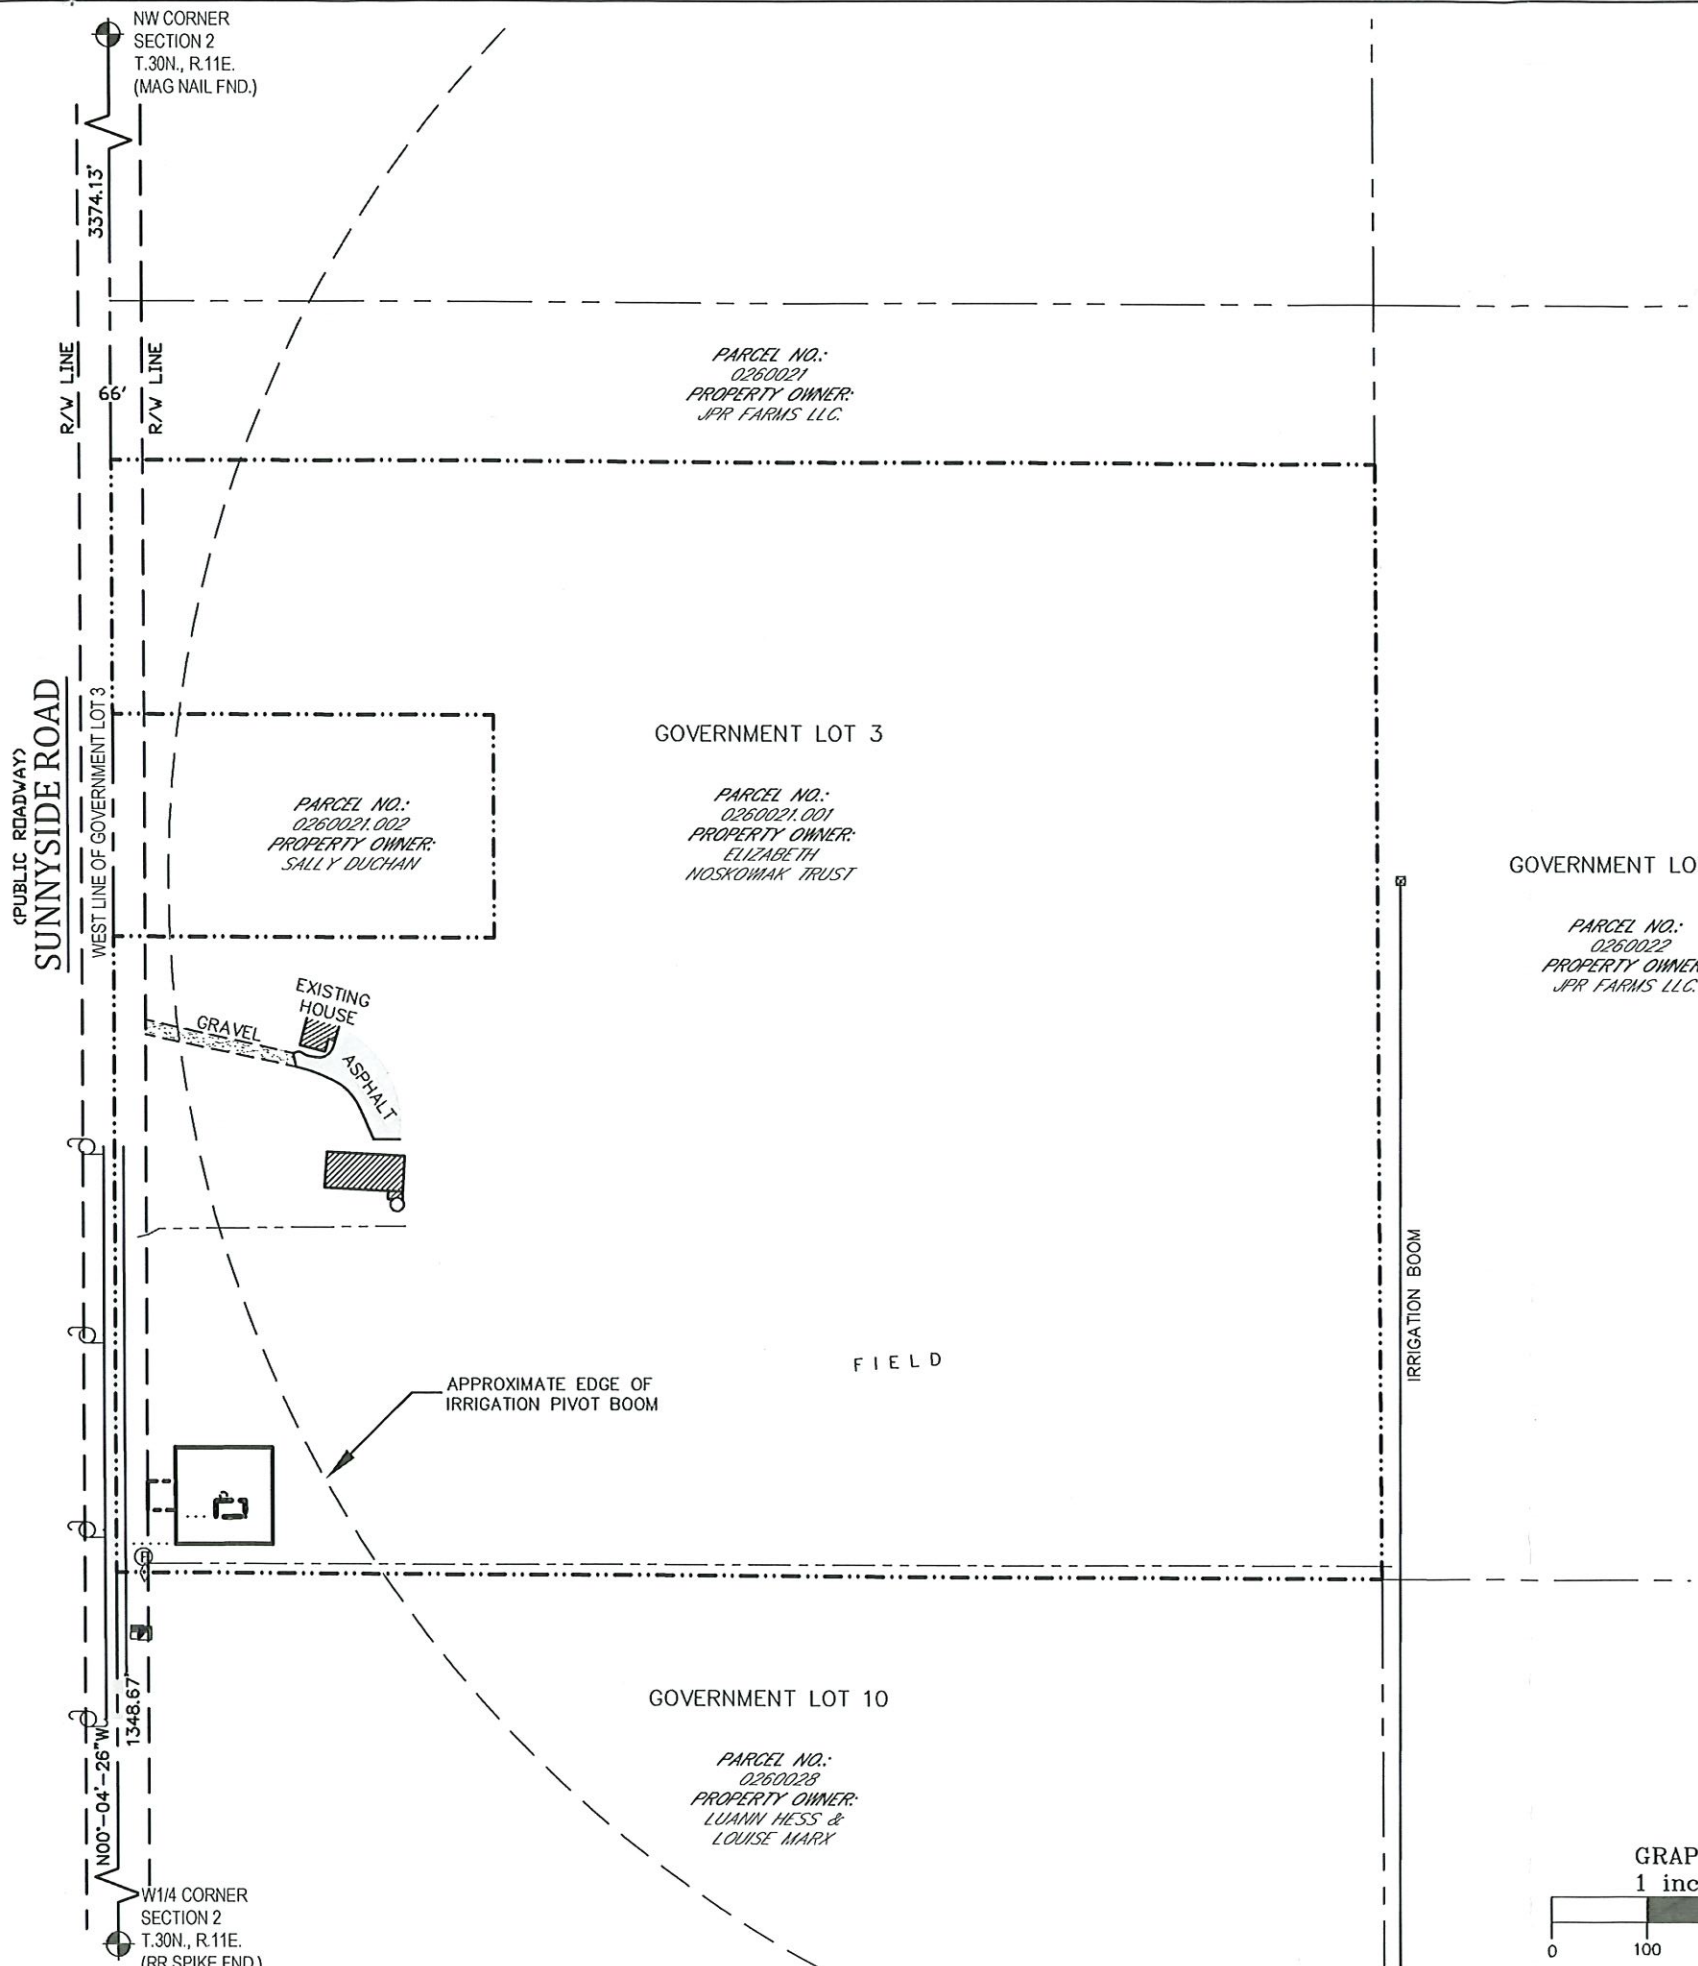 NW CORNER
SECTION 2
T.30N., R.11E.
(MAG NAIL FND.)
3374.13'
R/W LINE
66'
R/W LINE
PARCEL NO.:
0260021
PROPERTY OWNER:
JPR FARMS LLC.
(PUBLIC ROADWAY)
SUNNYSIDE ROAD
WEST LINE OF GOVERNMENT LOT 3
GOVERNMENT LOT 3
PARCEL NO.:
0260021.002
PROPERTY OWNER:
SALLY DUCHAN
PARCEL NO.:
0260021.001
PROPERTY OWNER:
ELIZABETH
NOSKOWIAK TRUST
GOVERNMENT LO
PARCEL NO.:
0260022
PROPERTY OWNER
JPR FARMS LLC.
EXISTING
HOUSE
GRAVEL
ASPHALT
IRRIGATION BOOM
FIELD
APPROXIMATE EDGE OF
IRRIGATION PIVOT BOOM
P
GOVERNMENT LOT 10
PARCEL NO.:
0260028
PROPERTY OWNER:
LUANN HESS &
LOUISE MARX
N00°-04'-26"W
1348.67'
W1/4 CORNER
SECTION 2
T.30N., R.11E.
(RR SPIKE FND.)
GRAP
1 inc
0
100